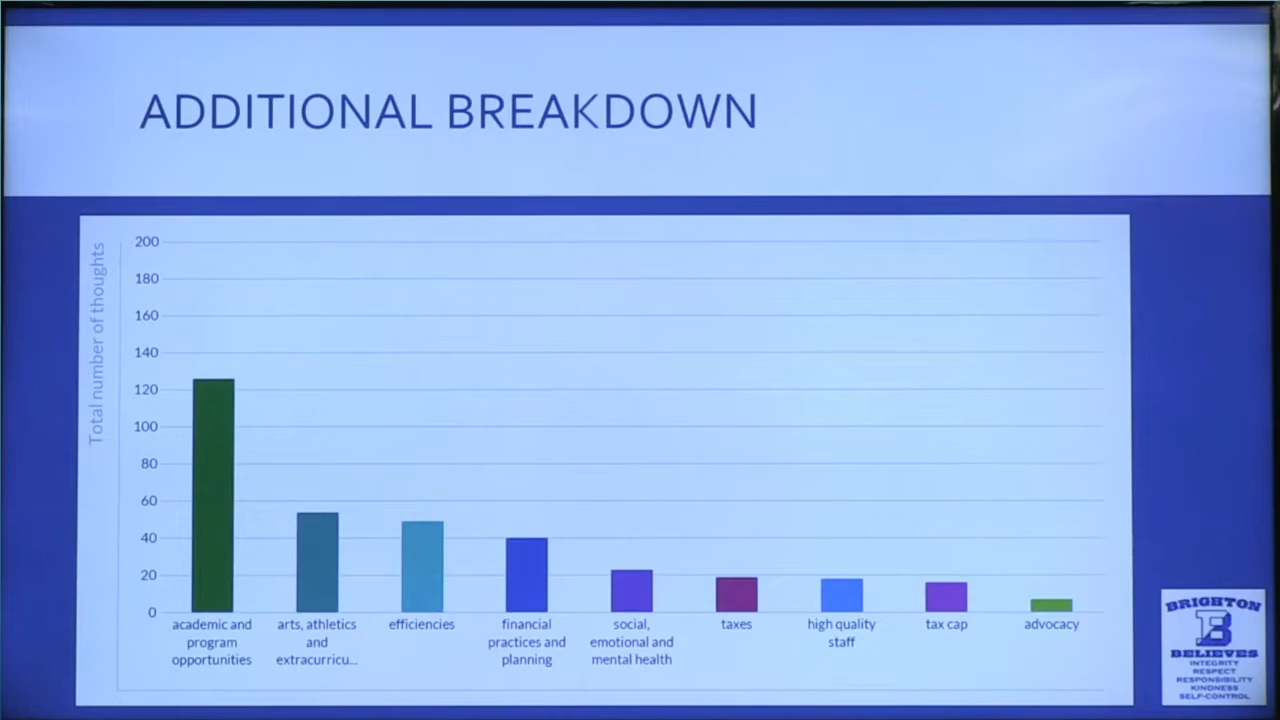 ADDITIONAL BREAKDOWN
Total number of thoughts
200
180
160
140
120
100
80
60
40
20
0
academic and
program
opportunities
arts, athletics
and
extracurricu...
efficiencies
financial
practices and
planning
social,
emotional and
mental health
taxes
high quality
staff
tax cap
advocacy
BRIGHTON
B
BELIEVES
INTEGRITY
RESPECT
RESPONSIBILITY
KINDNESS
SELF-CONTROL